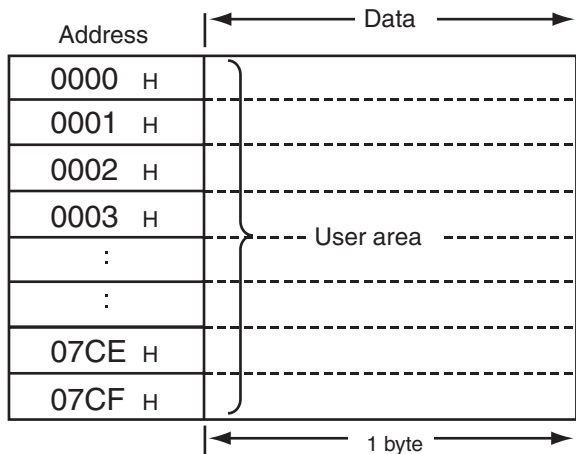 Address
Data
0000 H
0001 H
0002 H
0003 H
User area
:
:
07CE H
07CF H
1 byte